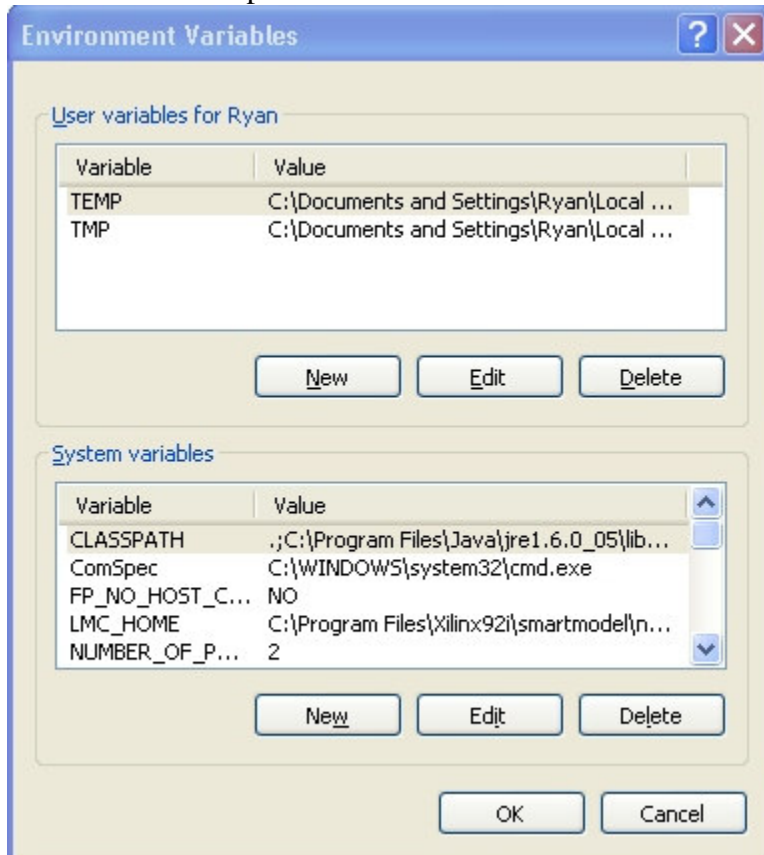 Environment Variables
User variables for Ryan
Variable Value
TEMP C:\Documents and Settings\Ryan\Local ...
TMP C:\Documents and Settings\Ryan\Local ...
New Edit Delete
System variables
Variable Value
CLASSPATH .;C:\Program Files\Java\jre1.6.0_05\lib...
ComSpec C:\WINDOWS\system32\cmd.exe
FP_NO_HOST_C... NO
LMC_HOME C:\Program Files\Xilinx92i\smartmodel\n...
NUMBER_OF_P... 2
New Edit Delete
OK Cancel